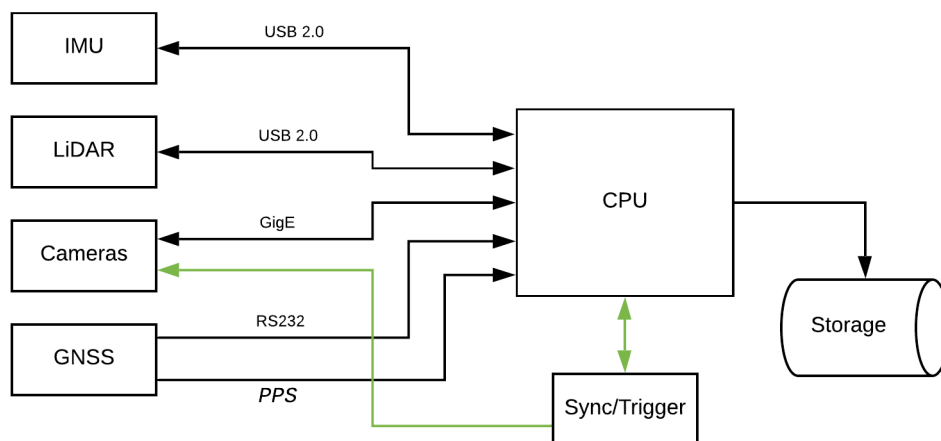 IMU
USB 2.0
LiDAR
USB 2.0
CPU
Cameras
GigE
GNSS
RS232
PPS
Storage
Sync/Trigger